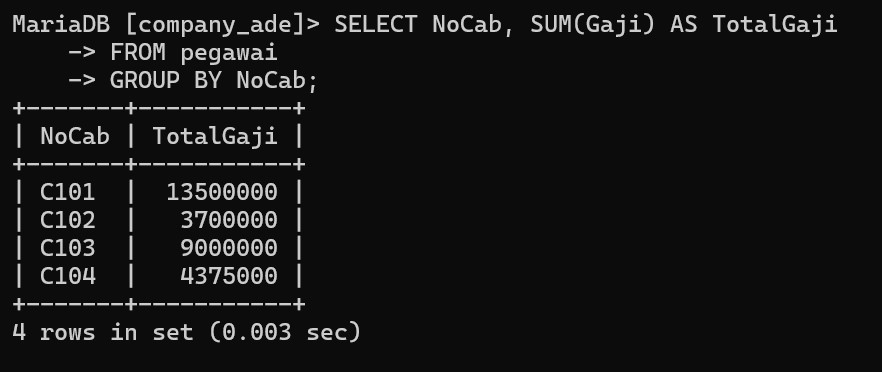 MariaDB [company_ade]> SELECT NoCab, SUM(Gaji) AS TotalGaji
    -> FROM pegawai
    -> GROUP BY NoCab;
+-------+-----------+
| NoCab | TotalGaji |
+-------+-----------+
| C101  |  13500000 |
| C102  |   3700000 |
| C103  |   9000000 |
| C104  |   4375000 |
+-------+-----------+
4 rows in set (0.003 sec)